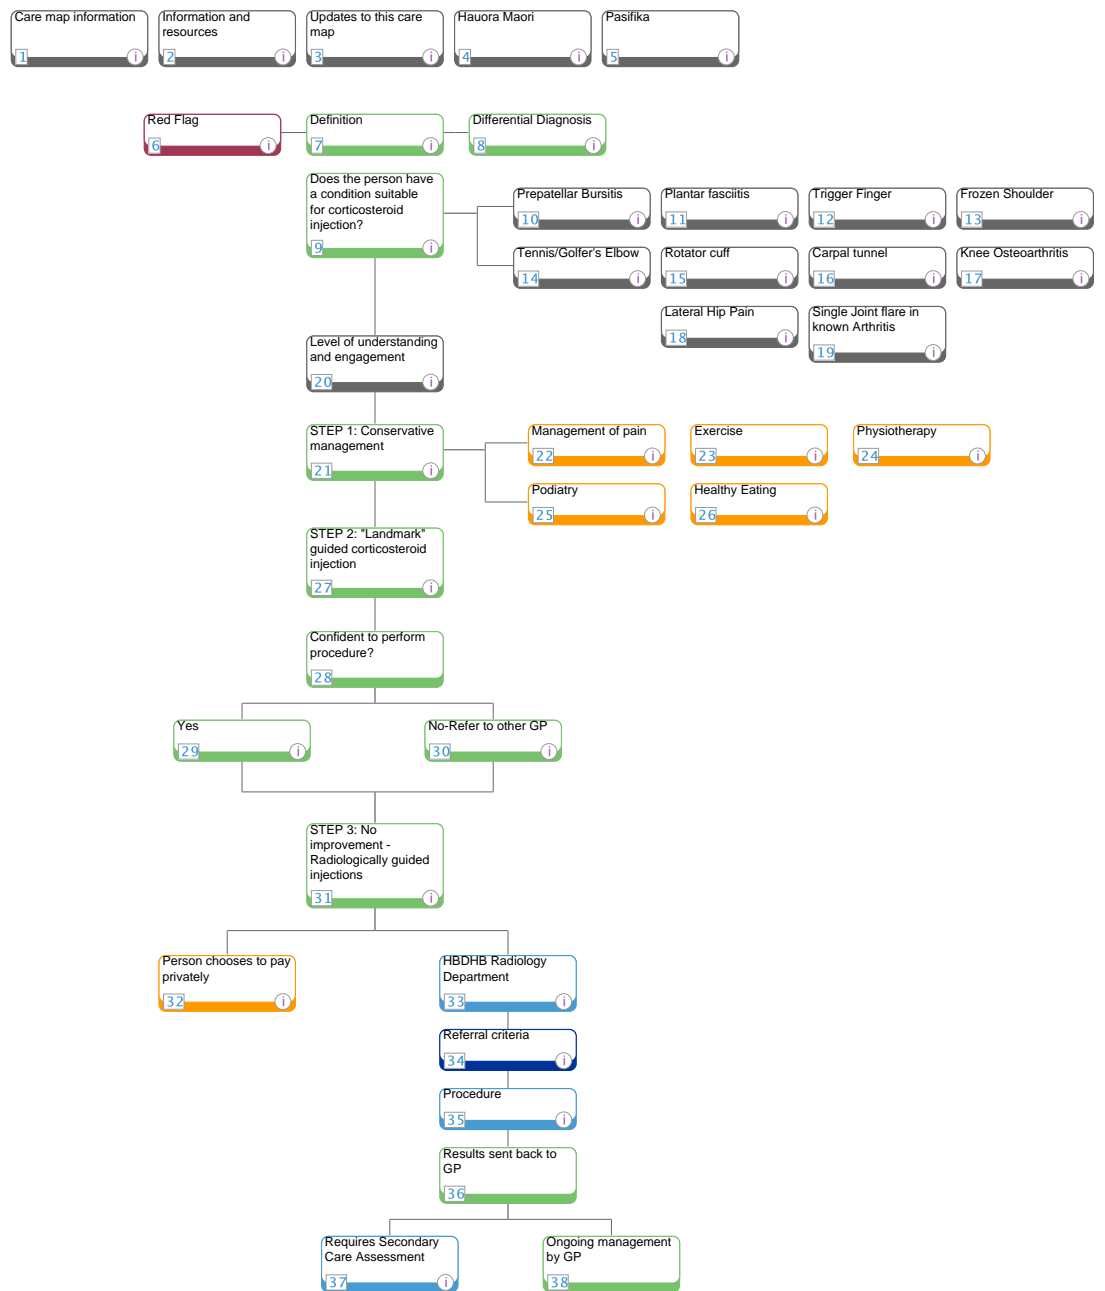 Care map information
1 i
Information and
resources
2 i
Updates to this care
map
3 i
Hauora Maori
4 i
Pasifika
5 i
Red Flag
6 i
Definition
7 i
Differential Diagnosis
8 i
Does the person have
a condition suitable
for corticosteroid
injection?
9 i
Prepatellar Bursitis
10 i
Plantar fasciitis
11 i
Trigger Finger
12 i
Frozen Shoulder
13 i
Tennis/Golfer's Elbow
14 i
Rotator cuff
15 i
Carpal tunnel
16 i
Knee Osteoarthritis
17 i
Lateral Hip Pain
18 i
Single Joint flare in
known Arthritis
19 i
Level of understanding
and engagement
20 i
STEP 1: Conservative
management
21 i
Management of pain
22 i
Exercise
23 i
Physiotherapy
24 i
Podiatry
25 i
Healthy Eating
26 i
STEP 2: "Landmark"
guided corticosteroid
injection
27 i
Confident to perform
procedure?
28
Yes
29 i
No-Refer to other GP
30 i
STEP 3: No
improvement -
Radiologically guided
injections
31 i
Person chooses to pay
privately
32 i
HBDHB Radiology
Department
33 i
Referral criteria
34 i
Procedure
35 i
Results sent back to
GP
36
Requires Secondary
Care Assessment
37 i
Ongoing management
by GP
38